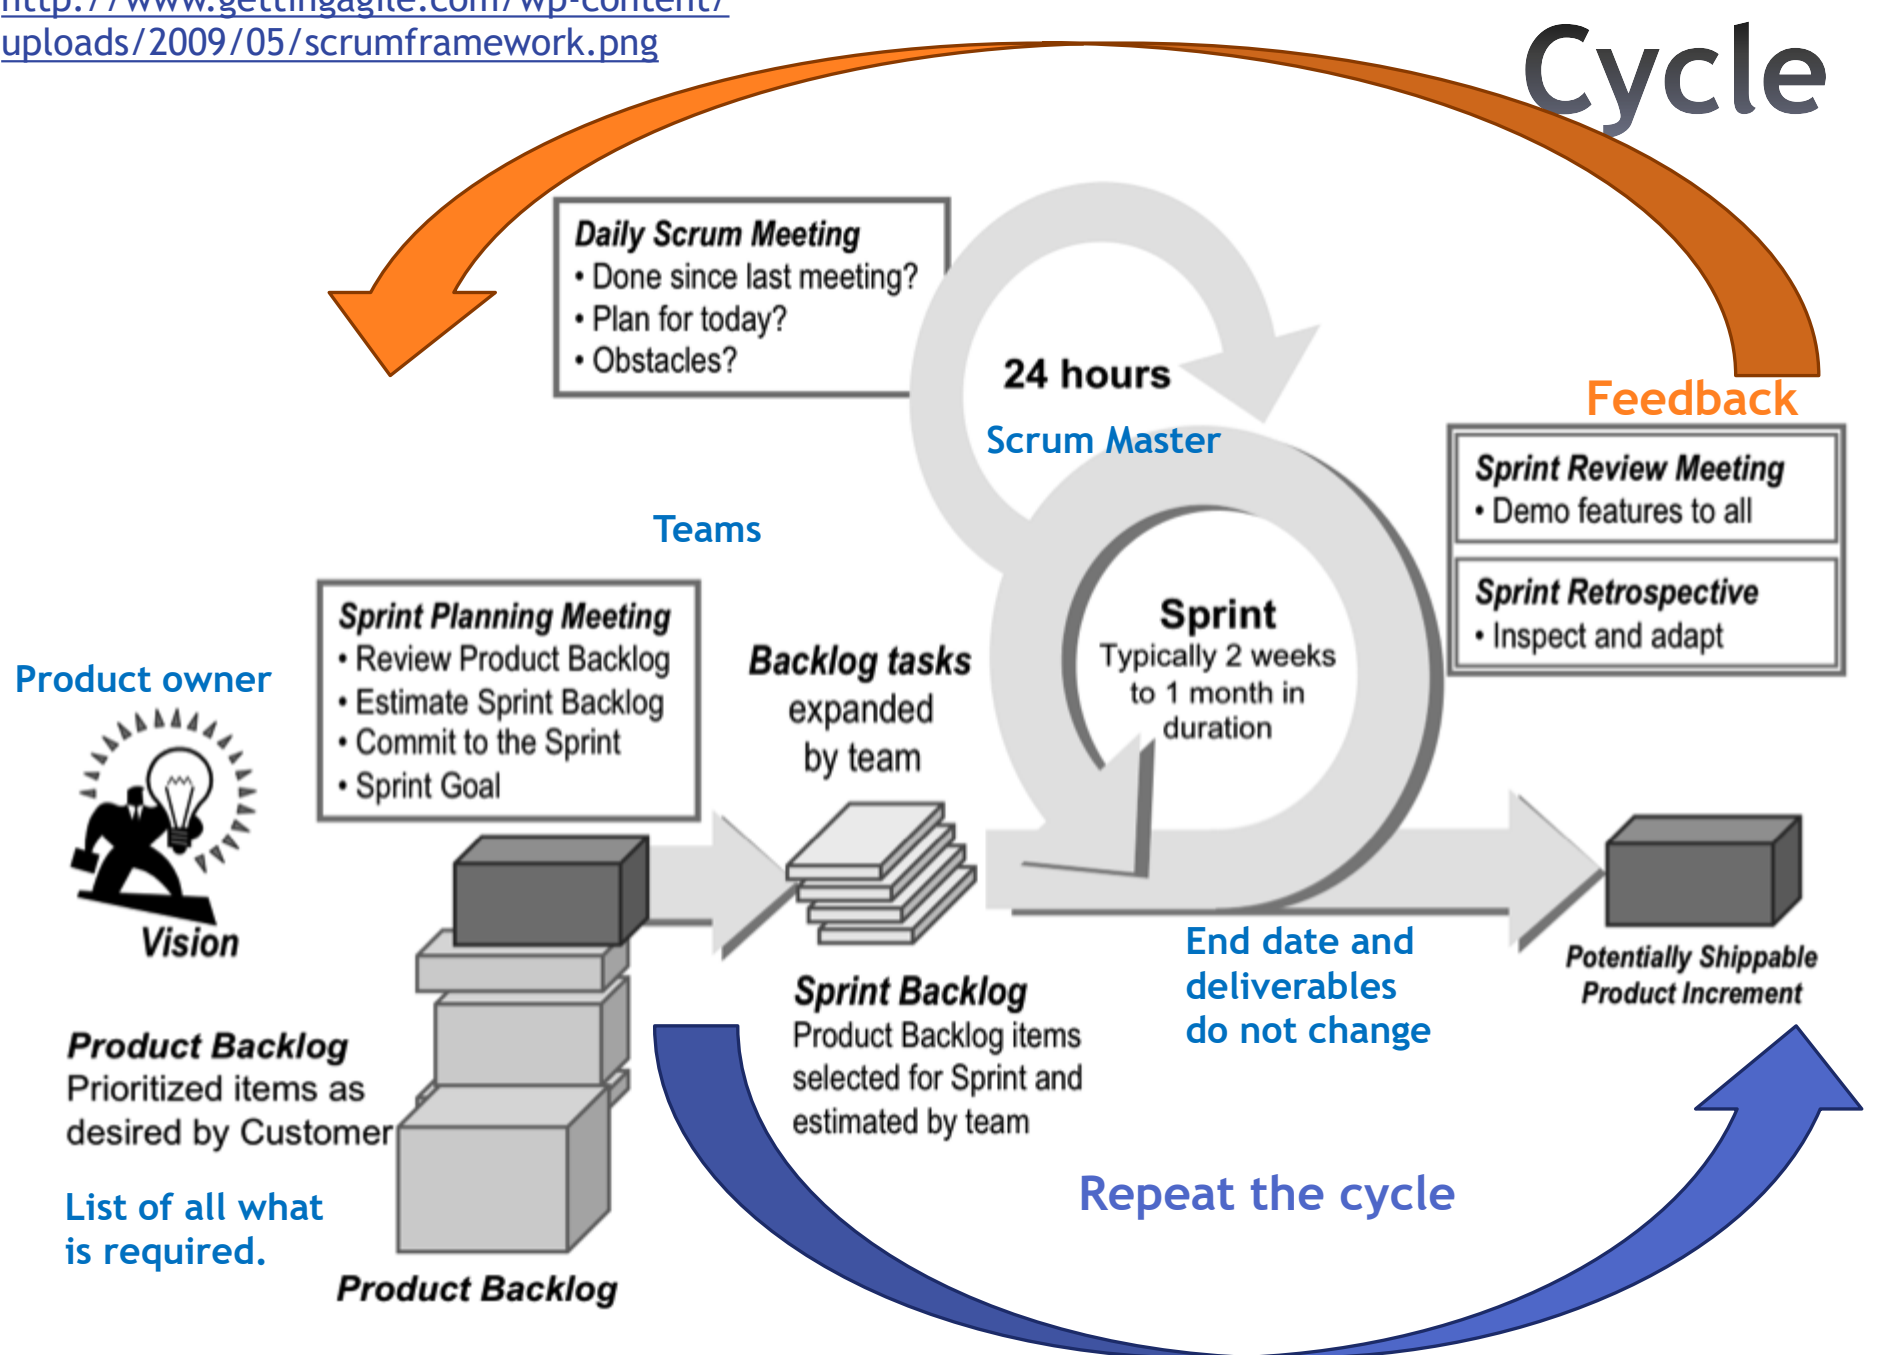 http://www.gettingagile.com/wp-content/
uploads/2009/05/scrumframework.png
Cycle
Daily Scrum Meeting
• Done since last meeting?
• Plan for today?
• Obstacles?
24 hours
Scrum Master
Feedback
Sprint Review Meeting
• Demo features to all
Sprint Retrospective
• Inspect and adapt
Teams
Sprint Planning Meeting
• Review Product Backlog
• Estimate Sprint Backlog
• Commit to the Sprint
• Sprint Goal
Product owner
Vision
Backlog tasks
expanded
by team
Sprint
Typically 2 weeks
to 1 month in
duration
Sprint Backlog
Product Backlog items
selected for Sprint and
estimated by team
End date and
deliverables
do not change
Potentially Shippable
Product Increment
Product Backlog
Prioritized items as
desired by Customer
List of all what
is required.
Product Backlog
Repeat the cycle